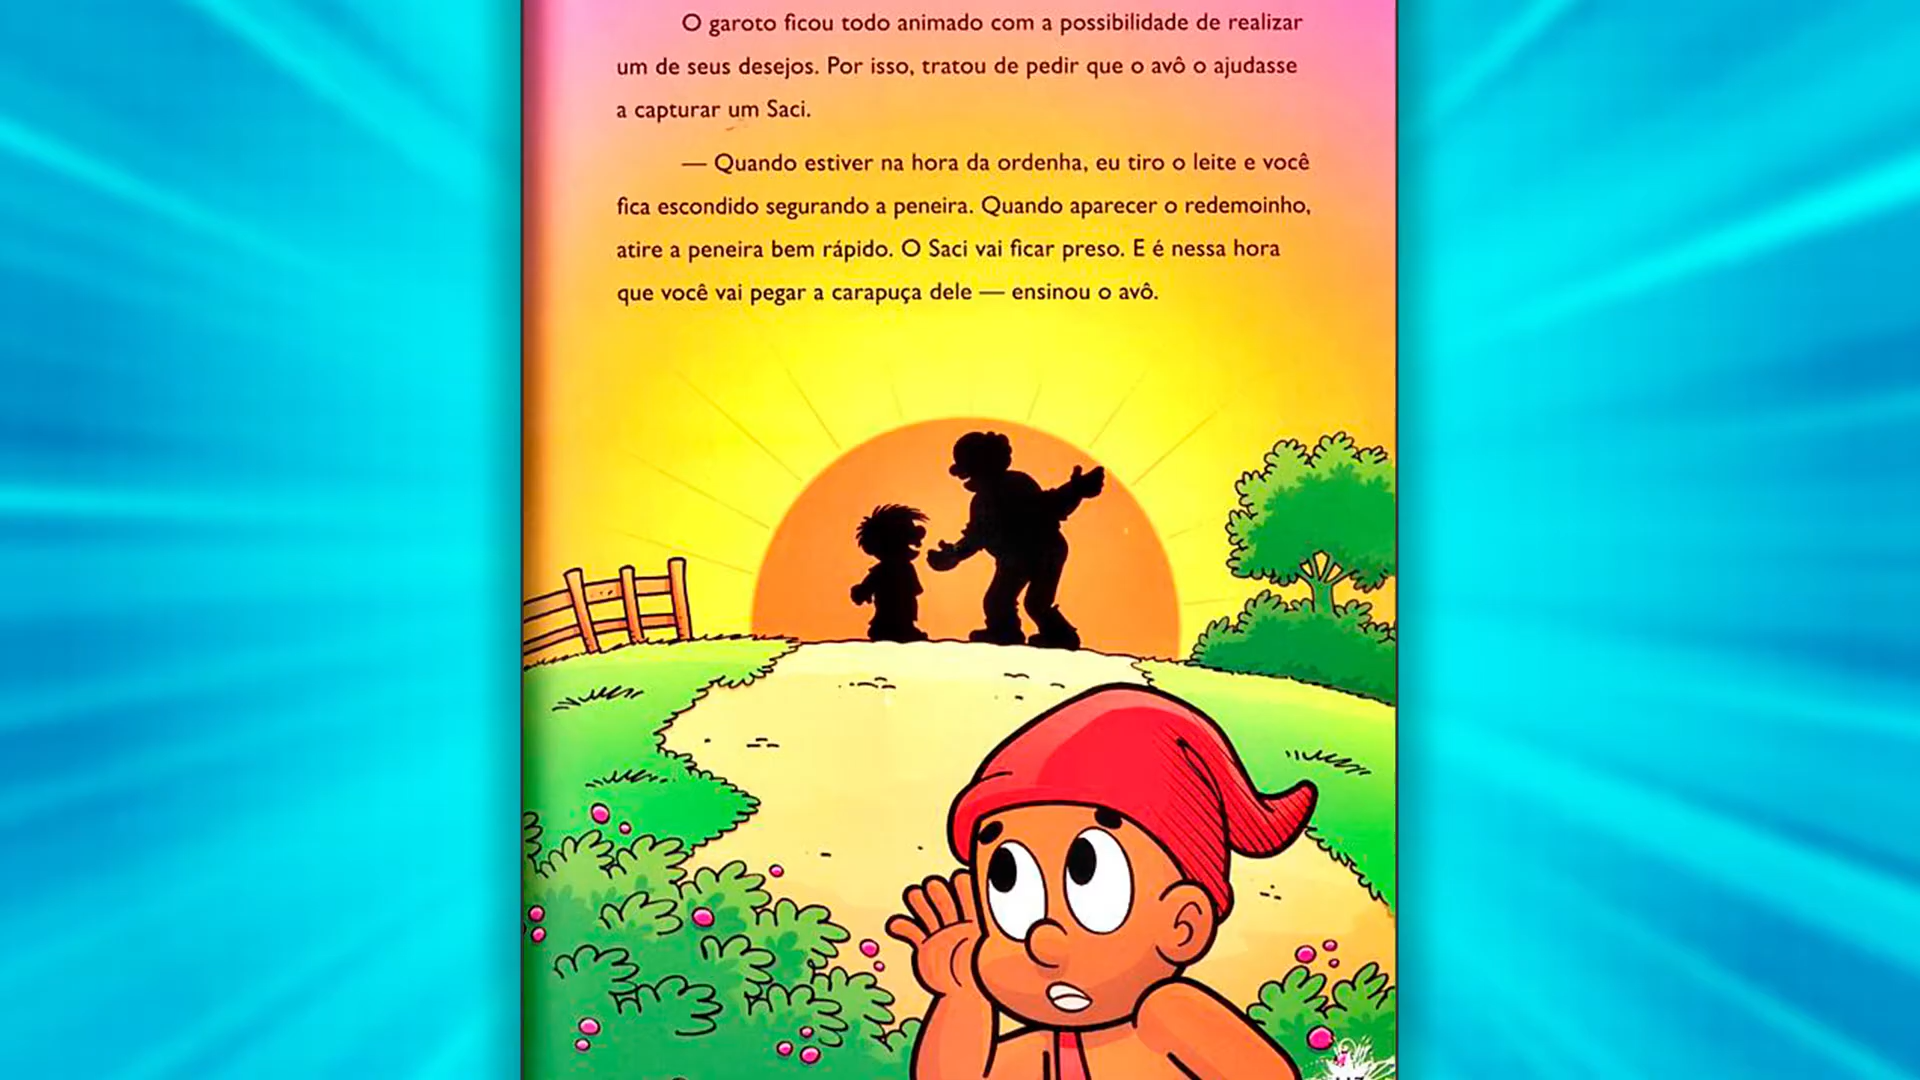 O garoto ficou todo animado com a possibilidade de realizar
um de seus desejos. Por isso, tratou de pedir que o avô o ajudasse
a capturar um Saci.
— Quando estiver na hora da ordenha, eu tiro o leite e você
fica escondido segurando a peneira. Quando aparecer o redemoinho,
atire a peneira bem rápido. O Saci vai ficar preso. E é nessa hora
que você vai pegar a carapuça dele — ensinou o avô.